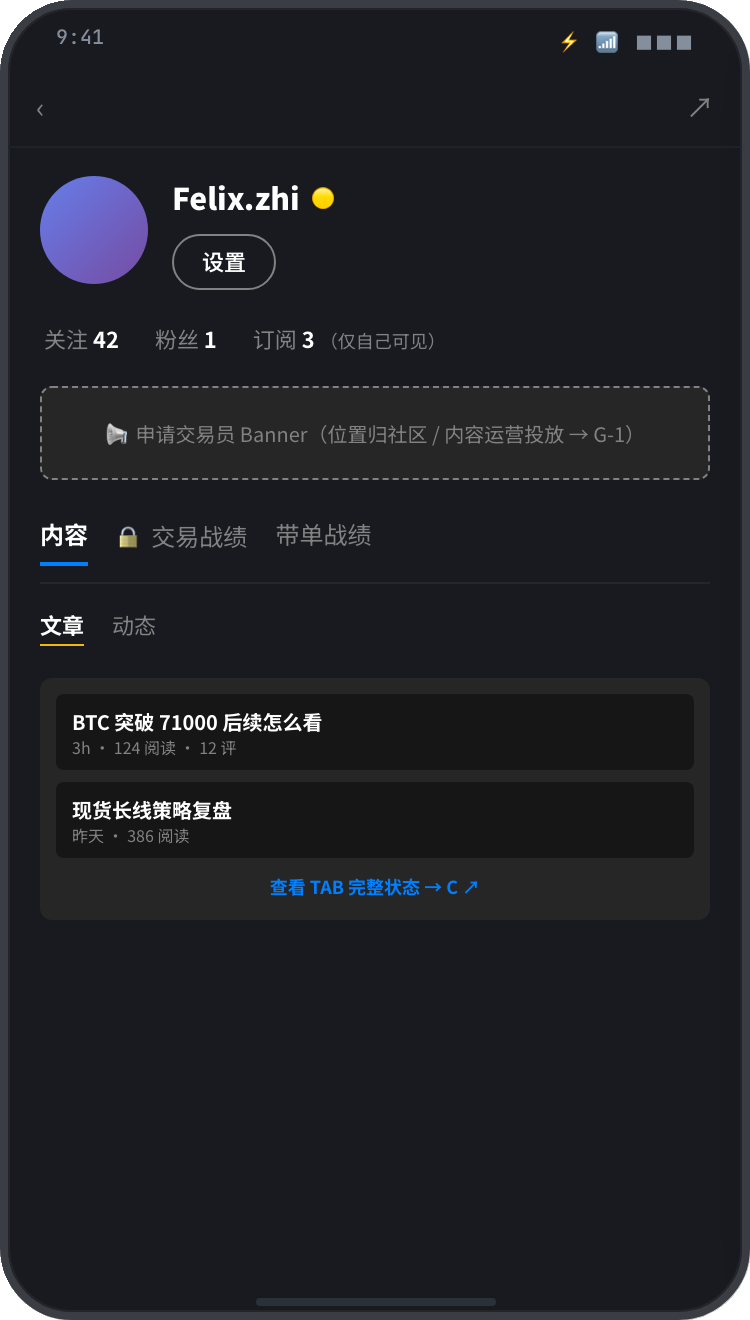 9:41
Felix.zhi
设置
关注 42 粉丝 1 订阅 3 （仅自己可见）
申请交易员 Banner（位置归社区 / 内容运营投放 → G-1）
内容 交易战绩 带单战绩
文章 动态
BTC 突破 71000 后续怎么看
3h · 124 阅读 · 12 评
现货长线策略复盘
昨天 · 386 阅读
查看 TAB 完整状态 → C ↗